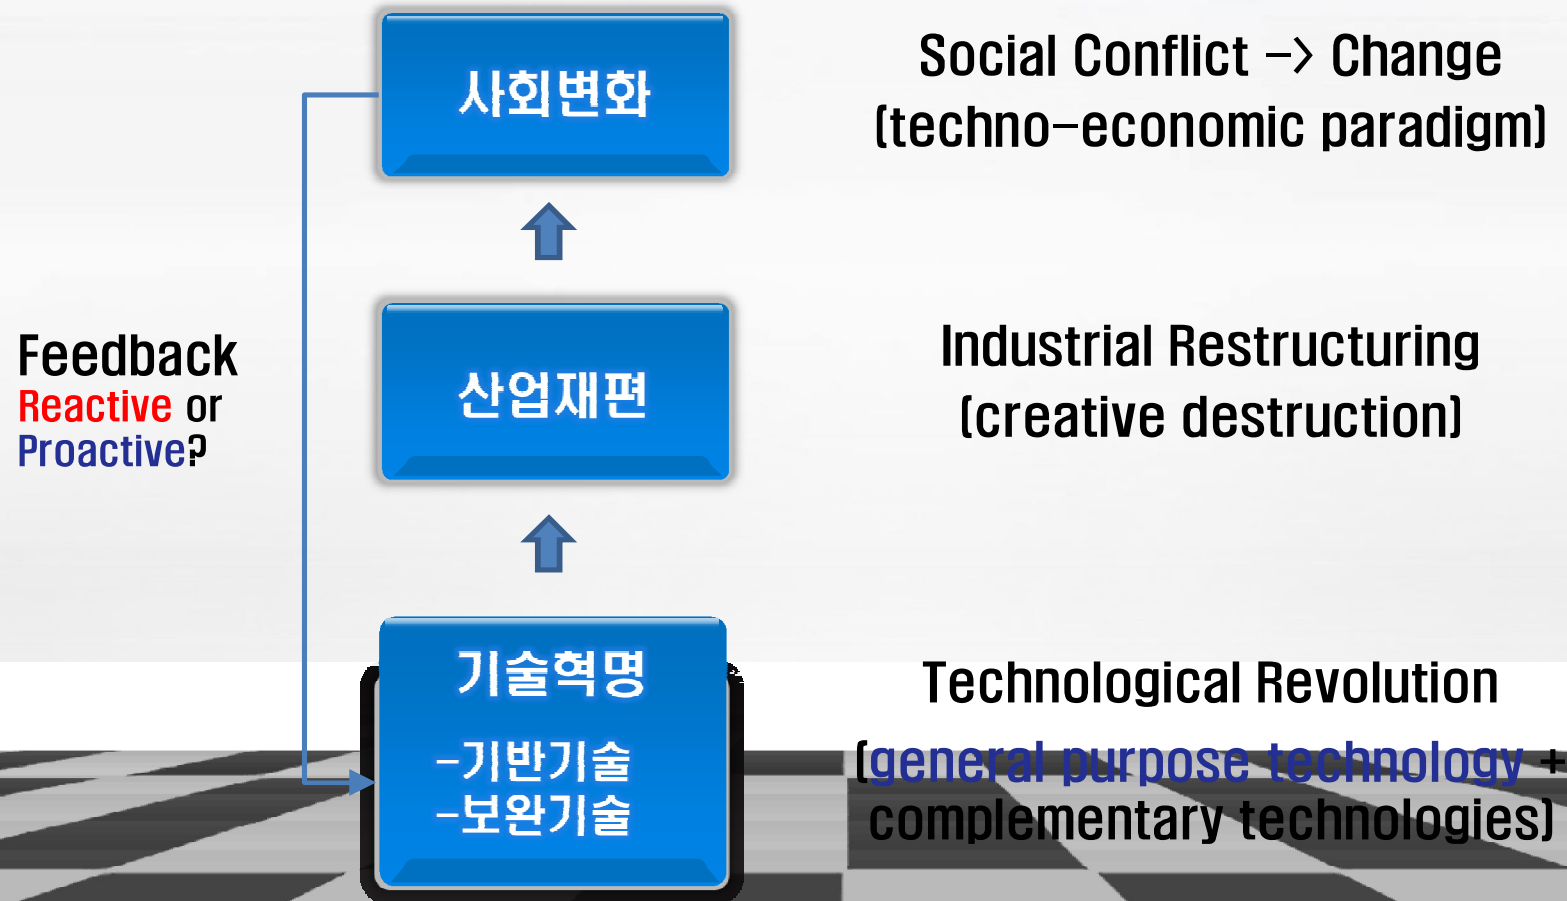 사회변화
Social Conflict -> Change
(techno-economic paradigm)
Feedback
Reactive or
Proactive?
산업재편
Industrial Restructuring
(creative destruction)
기술혁명
-기반기술
-보완기술
Technological Revolution
(general purpose technology +
complementary technologies)